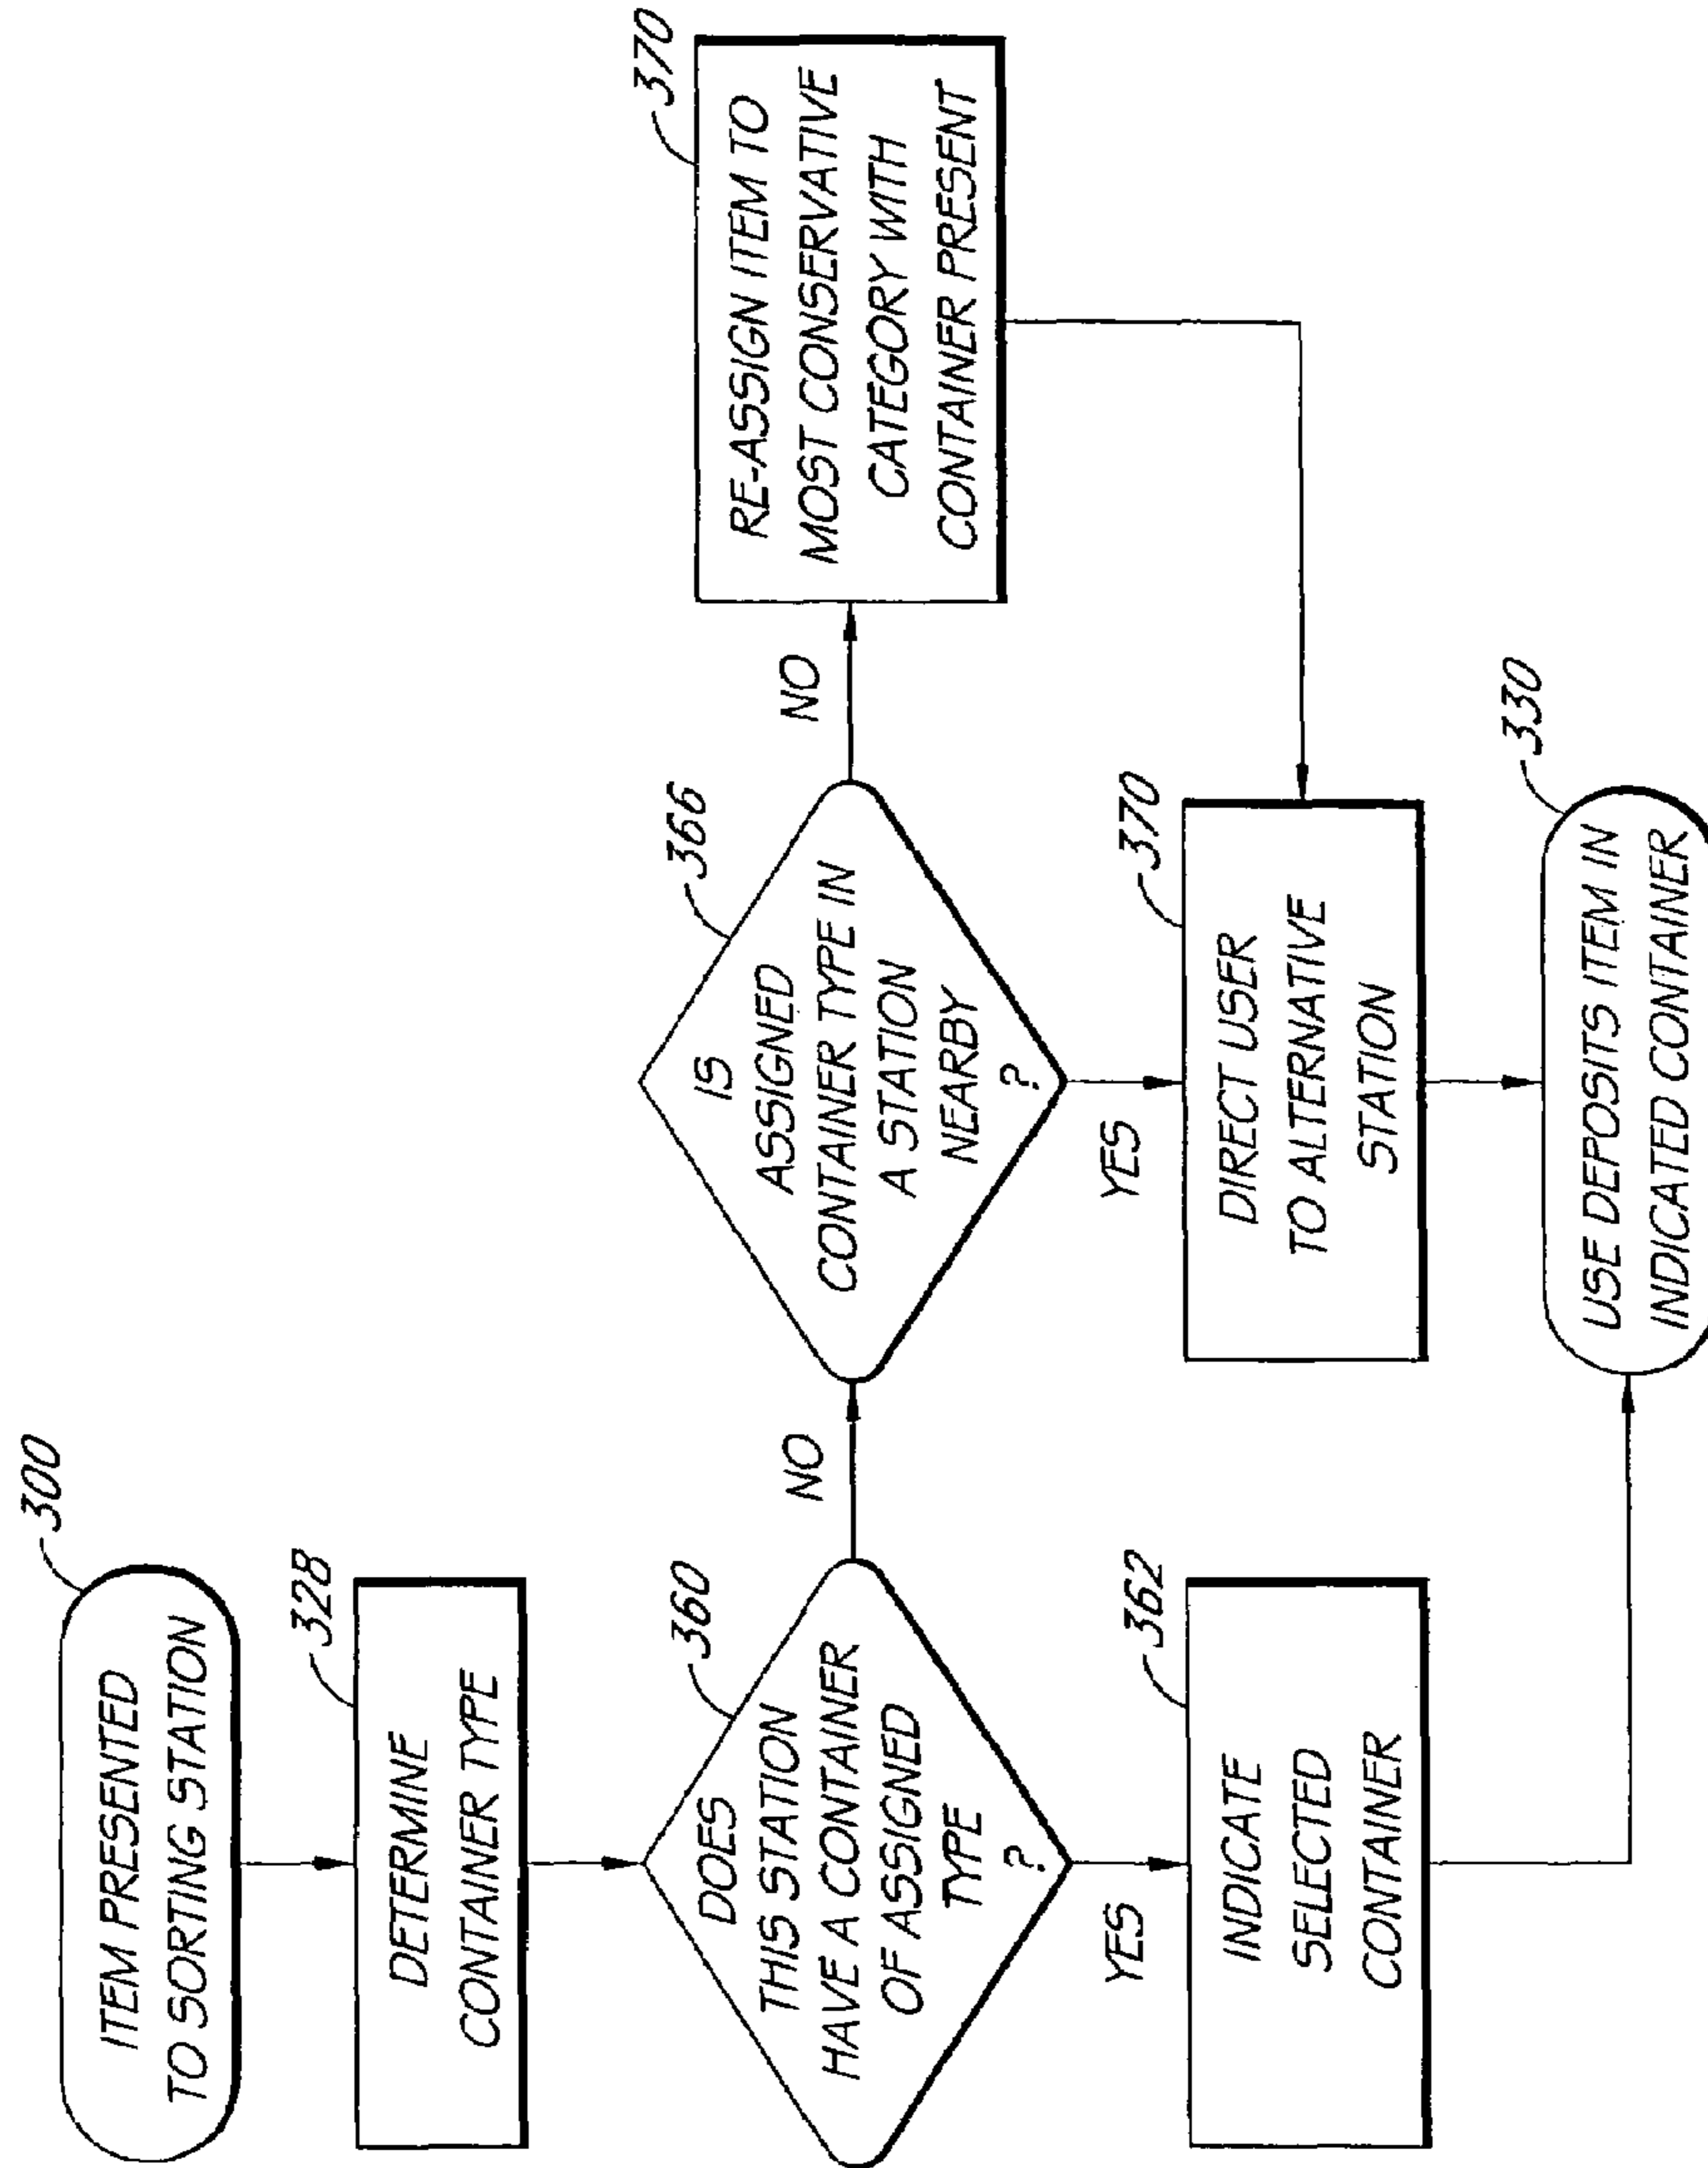 300
ITEM PRESENTED
TO SORTING STATION
328
DETERMINE
CONTAINER TYPE
360
DOES
THIS STATION
HAVE A CONTAINER
OF ASSIGNED
TYPE
?
NO
YES
362
INDICATE
SELECTED
CONTAINER
366
IS
ASSIGNED
CONTAINER TYPE IN
A STATION
NEARBY
?
NO
YES
370
RE-ASSIGN ITEM TO
MOST CONSERVATIVE
CATEGORY WITH
CONTAINER PRESENT
370
DIRECT USER
TO ALTERNATIVE
STATION
330
USE DEPOSITS ITEM IN
INDICATED CONTAINER